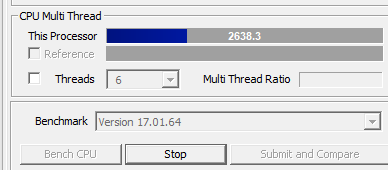 CPU Multi Thread
This Processor 2638.3
Reference
Threads 6 Multi Thread Ratio
Benchmark Version 17.01.64
Bench CPU Stop Submit and Compare